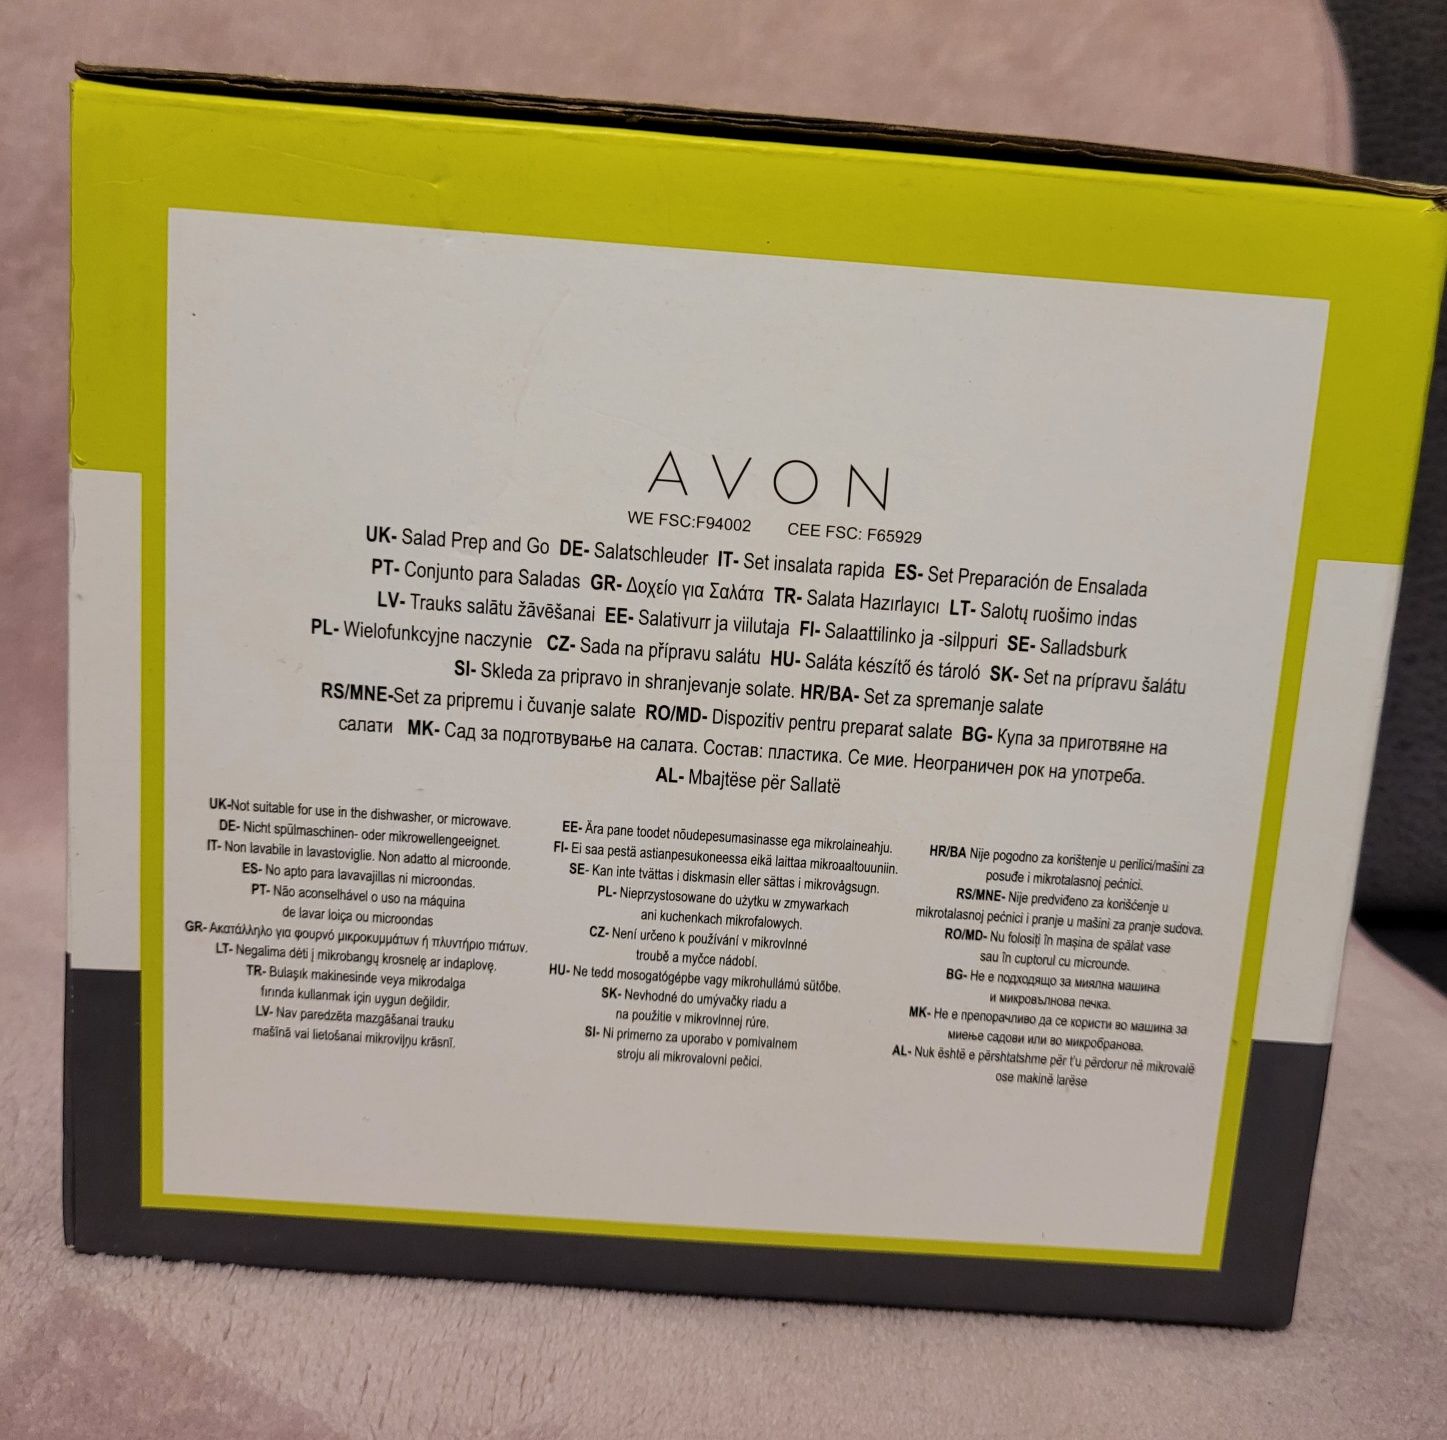 AVON
WE FSC:F94002 CEE FSC: F65929
UK- Salad Prep and Go DE- Salatschleuder IT- Set insalata rapida ES- Set Preparación de Ensalada
PT- Conjunto para Saladas GR- Δοχείο για Σαλάτα TR- Salata Hazırlayıcı LT- Salotų ruošimo indas
LV- Trauks salātu žāvēšanai EE- Salativurr ja viilutaja FI- Salaattilinko ja -silppuri SE- Salladsburk
PL- Wielofunkcyjne naczynie CZ- Sada na přípravu salátu HU- Saláta készítő és tároló SK- Set na prípravu šalátu
SI- Skleda za pripravo in shranjevanje solate. HR/BA- Set za spremanje salate
RS/MNE-Set za pripremu i čuvanje salate RO/MD- Dispozitiv pentru preparat salate BG- Купа за приготвяне на
салати MK- Сад за подготвување на салата. Состав: пластика. Се мие. Неограничен рок на употреба.
AL- Mbajtëse për Sallatë
UK-Not suitable for use in the dishwasher, or microwave.
DE- Nicht spülmaschinen- oder mikrowellengeeignet.
IT- Non lavabile in lavastoviglie. Non adatto al microonde.
ES- No apto para lavavajillas ni microondas.
PT- Não aconselhável o uso na máquina
de lavar loiça ou microondas
GR- Ακατάλληλο για φουρνό μικροκυμμάτων ή πλυντήριο πιάτων.
LT- Negalima dėti į mikrobangų krosnelę ar indaplovę.
TR- Bulaşık makinesinde veya mikrodalga
fırında kullanmak için uygun değildir.
LV- Nav paredzēta mazgāšanai trauku
mašīnā vai lietošanai mikroviļņu krāsnī.
EE- Ära pane toodet nõudepesumasinasse ega mikrolaineahju.
FI- Ei saa pestä astianpesukoneessa eikä laittaa mikroaaltouuniin.
SE- Kan inte tvättas i diskmasin eller sättas i mikrovågsugn.
PL- Nieprzystosowane do użytku w zmywarkach
ani kuchenkach mikrofalowych.
CZ- Není určeno k používání v mikrovlnné
troubě a myčce nádobí.
HU- Ne tedd mosogatógépbe vagy mikrohullámú sütőbe.
SK- Nevhodné do umývačky riadu a
na použitie v mikrovlnnej rúre.
SI- Ni primerno za uporabo v pomivalnem
stroju ali mikrovalovni pečici.
HR/BA Nije pogodno za korištenje u perilici/mašini za
posuđe i mikrotalasnoj pećnici.
RS/MNE- Nije predviđeno za korišćenje u
mikrotalasnoj pećnici i pranje u mašini za pranje sudova.
RO/MD- Nu folosiți în mașina de spălat vase
sau în cuptorul cu microunde.
BG- Не е подходящо за миялна машина
и микровълнова печка.
MK- Не е препорачливо да се користи во машина за
миење садови или во микробранова.
AL- Nuk është e përshtatshme për t'u përdorur në mikrovalë
ose makinë larëse